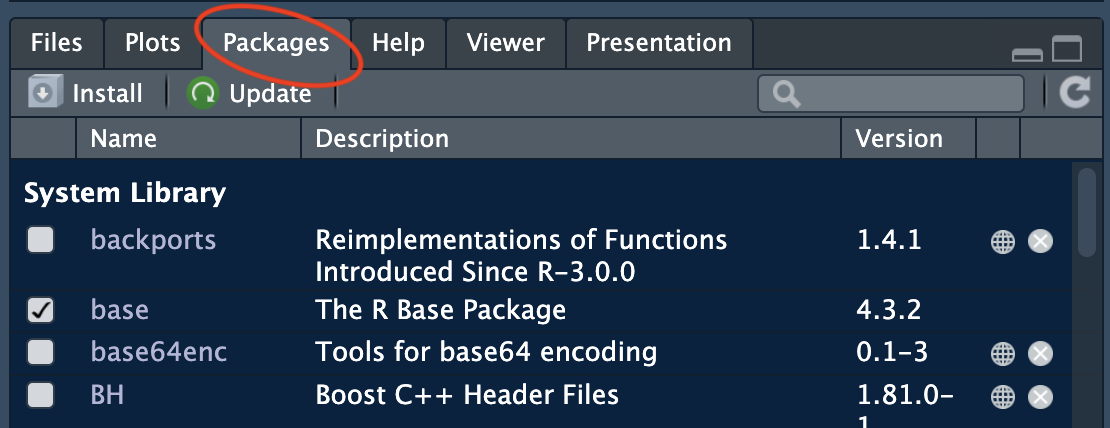 Files Plots Packages Help Viewer Presentation
Install Update
Name Description Version
System Library
backports Reimplementations of Functions 1.4.1
Introduced Since R-3.0.0
base The R Base Package 4.3.2
base64enc Tools for base64 encoding 0.1-3
BH Boost C++ Header Files 1.81.0-
1